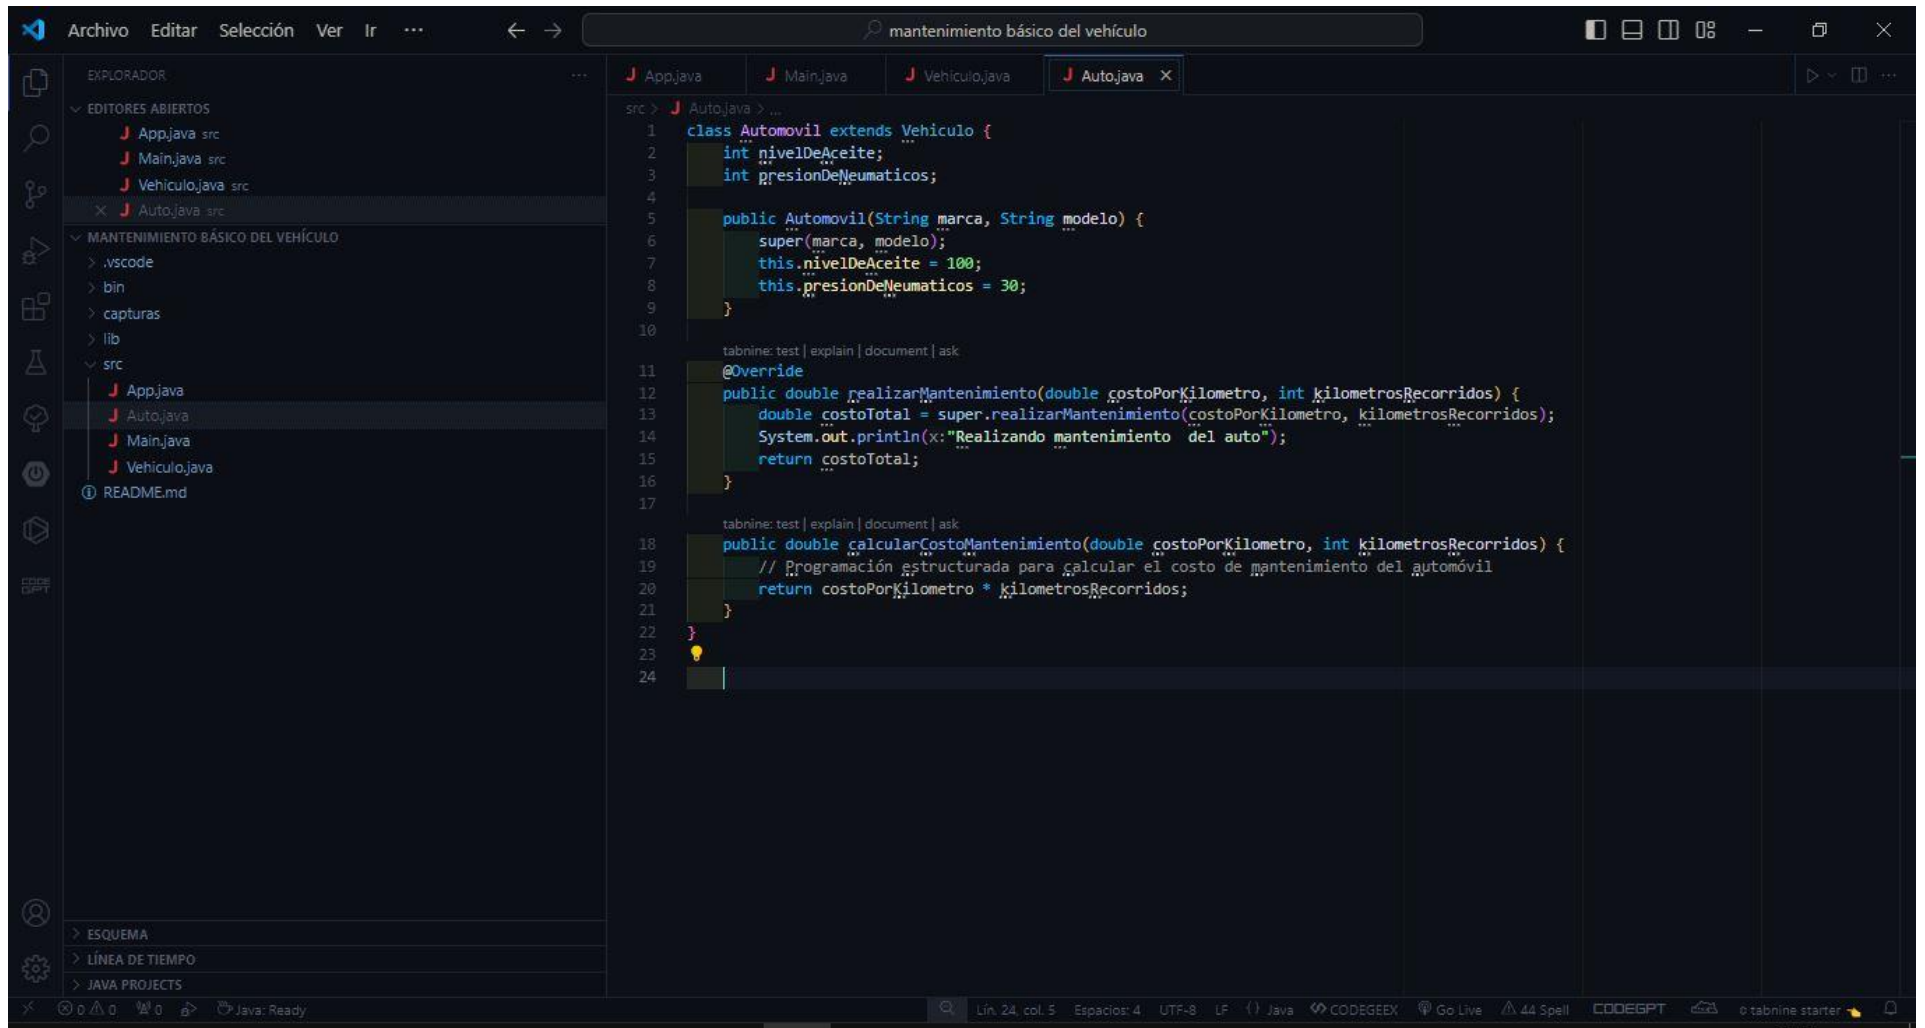 Archivo Editar Selección Ver Ir ··· mantenimiento básico del vehículo
EXPLORADOR ···
EDITORES ABIERTOS
J App.java src
J Main.java src
J Vehiculo.java src
J Auto.java src
MANTENIMIENTO BÁSICO DEL VEHÍCULO
.vscode
bin
capturas
lib
src
J App.java
J Auto.java
J Main.java
J Vehiculo.java
README.md
ESQUEMA
LÍNEA DE TIEMPO
JAVA PROJECTS
J App.java J Main.java J Vehiculo.java J Auto.java
src > J Auto.java > ...
1 class Automovil extends Vehiculo {
2 int nivelDeAceite;
3 int presionDeNeumaticos;
4
5 public Automovil(String marca, String modelo) {
6 super(marca, modelo);
7 this.nivelDeAceite = 100;
8 this.presionDeNeumaticos = 30;
9 }
10
tabnine: test | explain | document | ask
11 @Override
12 public double realizarMantenimiento(double costoPorKilometro, int kilometrosRecorridos) {
13 double costoTotal = super.realizarMantenimiento(costoPorKilometro, kilometrosRecorridos);
14 System.out.println(x:"Realizando mantenimiento  del auto");
15 return costoTotal;
16 }
17
tabnine: test | explain | document | ask
18 public double calcularCostoMantenimiento(double costoPorKilometro, int kilometrosRecorridos) {
19 // Programación estructurada para calcular el costo de mantenimiento del automóvil
20 return costoPorKilometro * kilometrosRecorridos;
21 }
22 }
23
24
CODE GPT
0 0 0 Java: Ready Lín. 24, col. 5 Espacios: 4 UTF-8 LF {} Java CODEGEEX Go Live 44 Spell CODEGPT tabnine starter